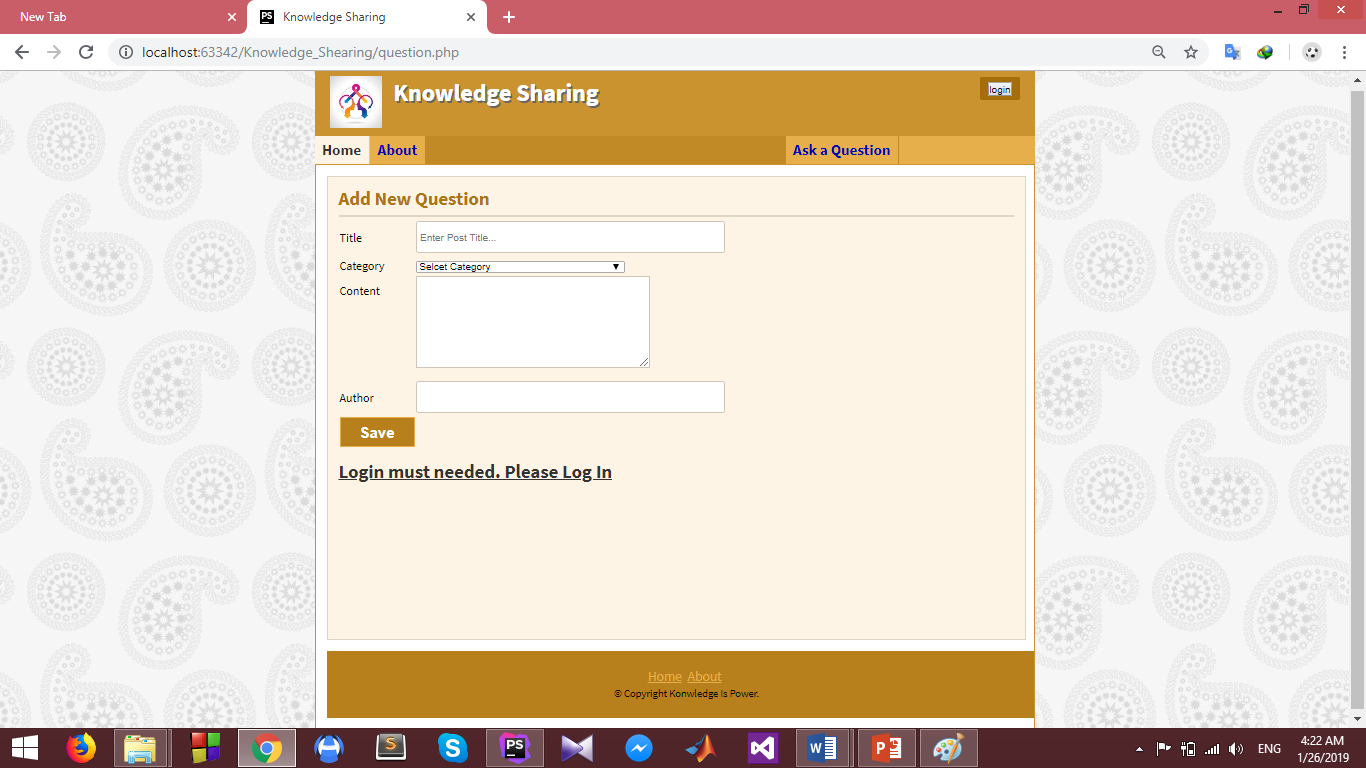 New Tab
Knowledge Sharing
localhost:63342/Knowledge_Shearing/question.php
Knowledge Sharing
login
Home About Ask a Question
Add New Question
Title Enter Post Title...
Category Selcet Category
Content
Author
Save
Login must needed. Please Log In
Home About
© Copyright Konwledge Is Power.
PS
ENG
4:22 AM
1/26/2019